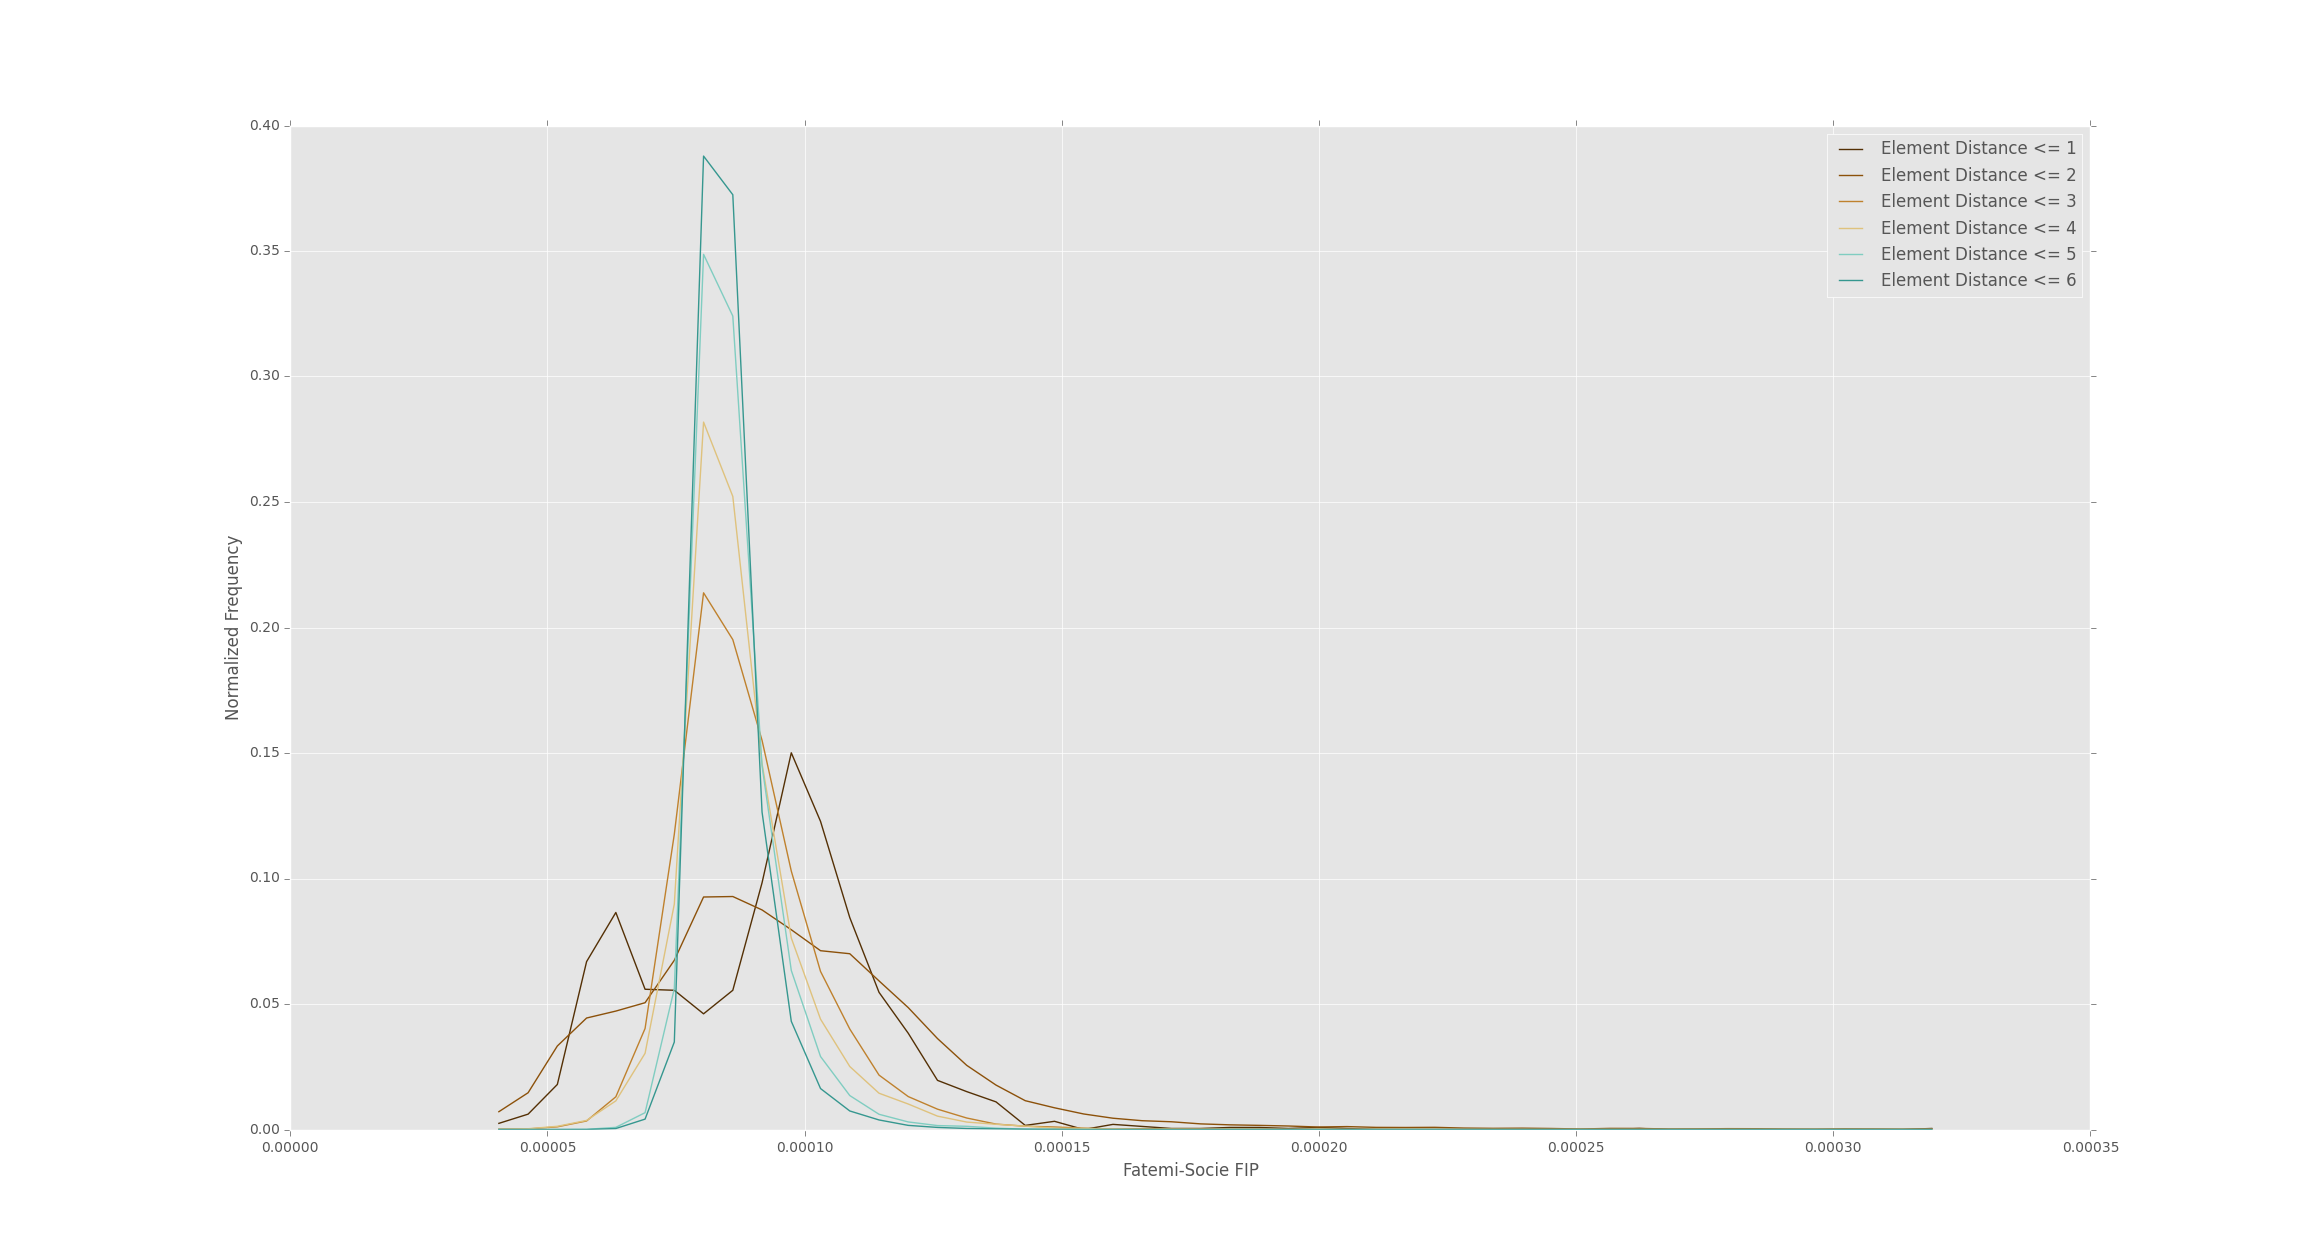 0.40
0.35
0.30
0.25
0.20
0.15
0.10
0.05
0.00
Normalized Frequency
Element Distance <= 1
Element Distance <= 2
Element Distance <= 3
Element Distance <= 4
Element Distance <= 5
Element Distance <= 6
0.00000 0.00005 0.00010 0.00015 0.00020 0.00025 0.00030 0.00035
Fatemi-Socie FIP